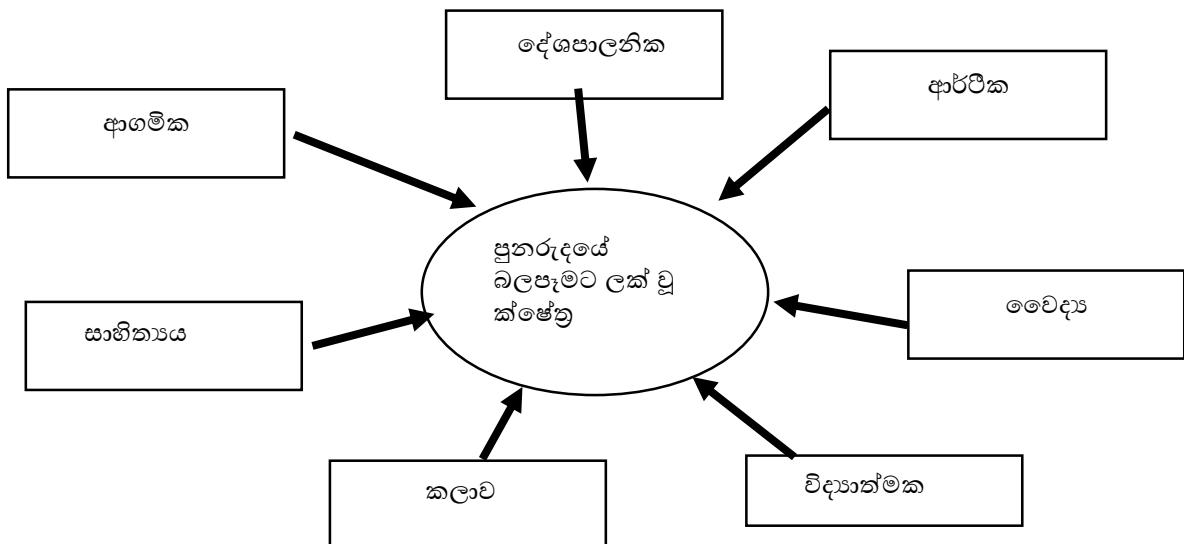 දේශපාලනික
ආර්ථික
ආගමික
පුනරුදයේ
බලපෑමට ලක් වූ
ක්ෂේත්‍ර
වෛද්‍ය
සාහිත්‍යය
කලාව
විද්‍යාත්මක